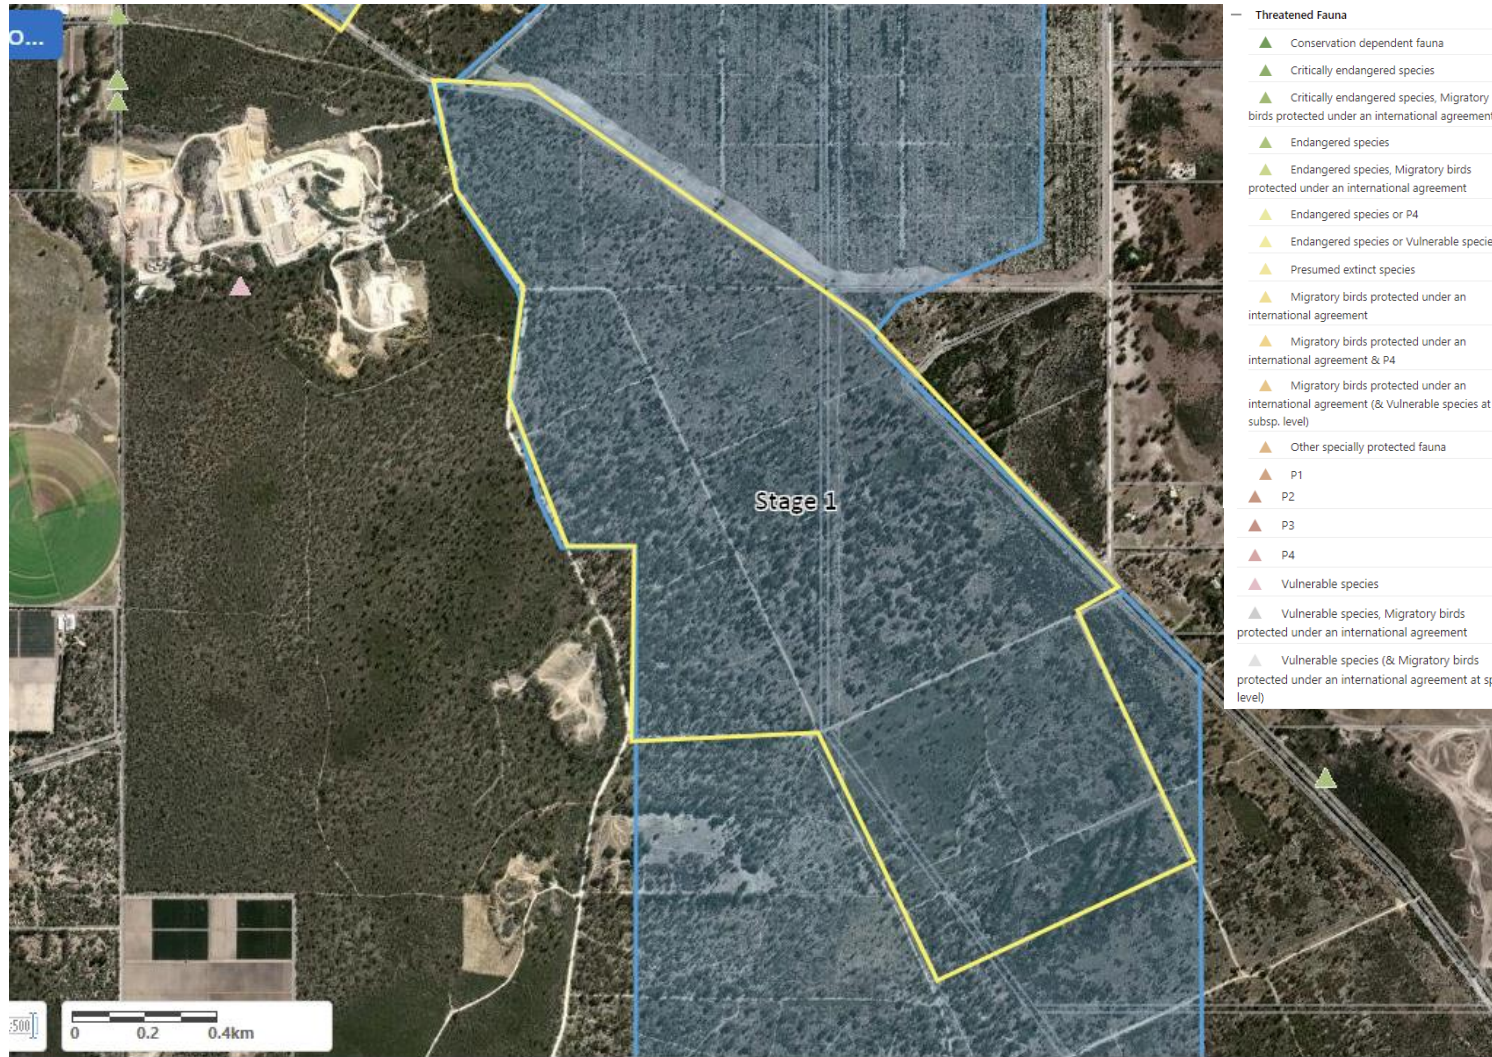 O...
Threatened Fauna
Conservation dependent fauna
Critically endangered species
Critically endangered species, Migratory
birds protected under an international agreement
Endangered species
Endangered species, Migratory birds
protected under an international agreement
Endangered species or P4
Endangered species or Vulnerable specie
Presumed extinct species
Migratory birds protected under an
international agreement
Migratory birds protected under an
international agreement & P4
Migratory birds protected under an
international agreement (& Vulnerable species at
subsp. level)
Other specially protected fauna
P1
P2
P3
P4
Vulnerable species
Vulnerable species, Migratory birds
protected under an international agreement
Vulnerable species (& Migratory birds
protected under an international agreement at sp
level)
Stage 1
:500
0 0.2 0.4km